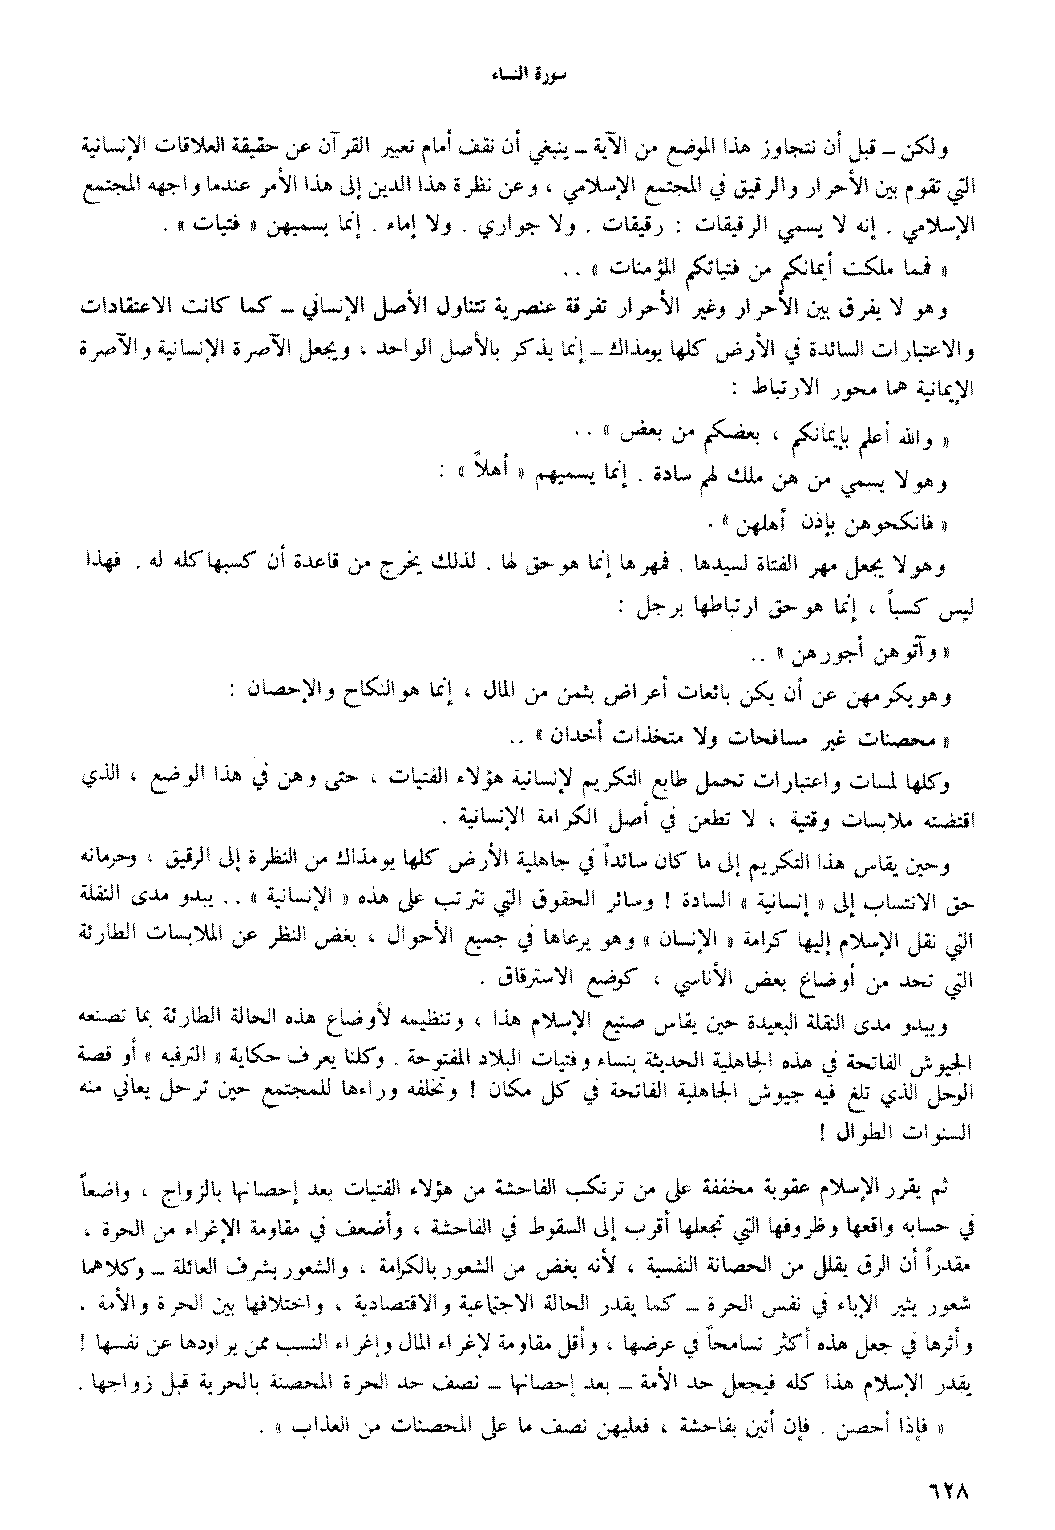 سورة النساء
ولكن – قبل أن نتجاوز هذا الموضع من الآية – ينبغي أن نقف أمام تعبير القرآن عن حقيقة العلاقات الإنسانية
التي تقوم بين الأحرار والرقيق في المجتمع الإسلامي ، وعن نظرة هذا الدين إلى هذا الأمر عندما واجهه المجتمع
الإسلامي . إنه لا يسمي الرقيقات : رقيقات . ولا جواري . ولا إماء . إنما يسميهن « فتيات » .
« فمما ملكت أيمانكم من فتياتكم المؤمنات » ..
وهو لا يفرق بين الأحرار وغير الأحرار تفرقة عنصرية تتناول الأصل الإنساني – كما كانت الاعتقادات
والاعتبارات السائدة في الأرض كلها يومذاك – إنما يذكر بالأصل الواحد ، ويجعل الآصرة الإنسانية والآصرة
الإيمانية هما محور الارتباط :
« والله أعلم بإيمانكم ، بعضكم من بعض » ..
وهو لا يسمي من هن ملك لهم سادة . إنما يسميهم « أهلاً » :
« فانكحوهن بإذن أهلهن » .
وهو لا يجعل مهر الفتاة لسيدها . فمهرها إنما هو حق لها . لذلك يخرج من قاعدة أن كسبها كله له . فهذا
ليس كسباً ، إنما هو حق ارتباطها برجل :
« وآتوهن أجورهن » ..
وهو يكرمهن عن أن يكن بائعات أعراض بثمن من المال ، إنما هو النكاح والإحصان :
« محصنات غير مسافحات ولا متخذات أخدان » ..
وكلها لمسات واعتبارات تحمل طابع التكريم لإنسانية هؤلاء الفتيات ، حتى وهن في هذا الوضع ، الذي
اقتضته ملابسات وقتية ، لا تطعن في أصل الكرامة الإنسانية .
وحين يقاس هذا التكريم إلى ما كان سائداً في جاهلية الأرض كلها يومذاك من النظرة إلى الرقيق ، وحرمانه
حق الانتساب إلى « إنسانية » السادة ! وسائر الحقوق التي تترتب على هذه « الإنسانية » .. يبدو مدى النقلة
التي نقل الإسلام إليها كرامة « الإنسان » وهو يرعاها في جميع الأحوال ، بغض النظر عن الملابسات الطارئة
التي تحد من أوضاع بعض الأناسي ، كوضع الاسترقاق .
ويبدو مدى النقلة البعيدة حين يقاس صنيع الإسلام هذا ، وتنظيمه لأوضاع هذه الحالة الطارئة بما تصنعه
الجيوش الفاتحة في هذه الجاهلية الحديثة بنساء وفتيات البلاد المفتوحة . وكلنا يعرف حكاية « الترفيه » أو قصة
الوحل الذي تلغ فيه جيوش الجاهلية الفاتحة في كل مكان ! وتخلفه وراءها للمجتمع حين ترحل يعاني منه
السنوات الطوال !
ثم يقرر الإسلام عقوبة مخففة على من ترتكب الفاحشة من هؤلاء الفتيات بعد إحصانها بالزواج ، واضعاً
في حسابه واقعها وظروفها التي تجعلها أقرب إلى السقوط في الفاحشة ، وأضعف في مقاومة الإغراء من الحرة ،
مقدراً أن الرق يقلل من الحصانة النفسية ، لأنه يغض من الشعور بالكرامة ، والشعور بشرف العائلة – وكلاهما
شعور يثير الإباء في نفس الحرة – كما يقدر الحالة الاجتماعية والاقتصادية ، واختلافها بين الحرة والأمة .
وأثرها في جعل هذه أكثر تسامحاً في عرضها ، وأقل مقاومة لإغراء المال وإغراء النسب ممن يراودها عن نفسها !
يقدر الإسلام هذا كله فيجعل حد الأمة – بعد إحصانها – نصف حد الحرة المحصنة بالحرية قبل زواجها .
« فإذا أحصن . فإن أتين بفاحشة ، فعليهن نصف ما على المحصنات من العذاب » .
٦٢٨